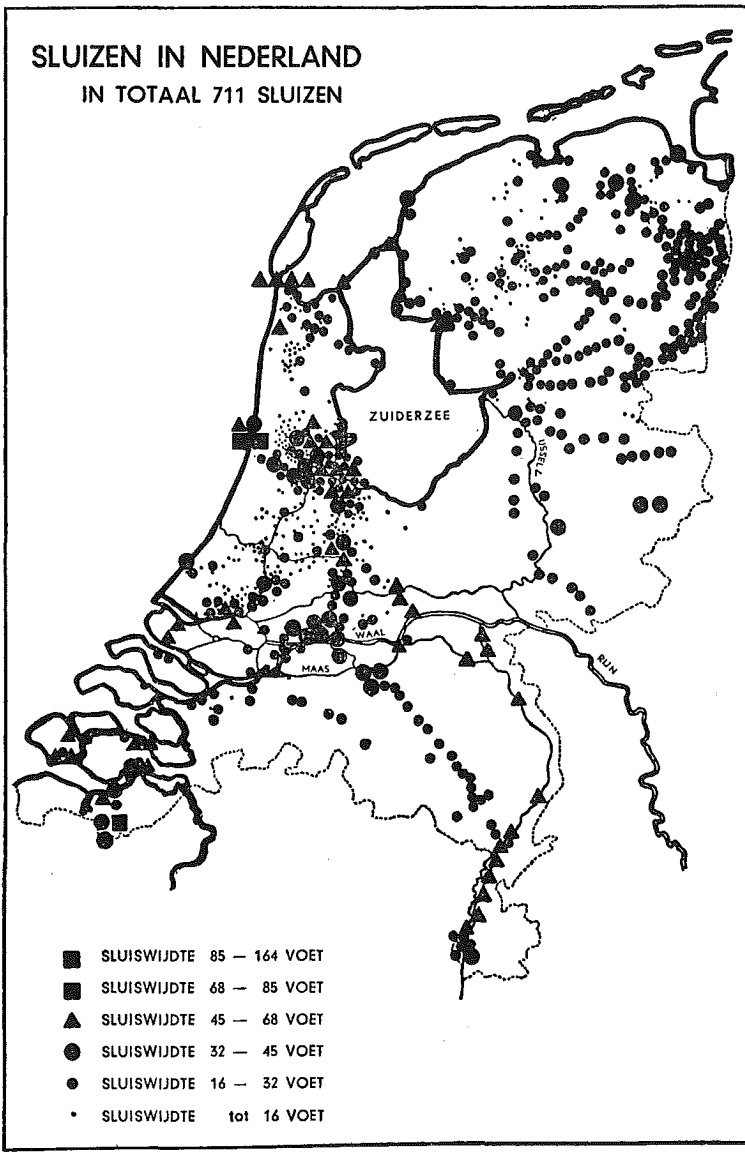 SLUIZEN IN NEDERLAND
IN TOTAAL 711 SLUIZEN
ZUIDERZEE
IJSSEL
WAAL
MAAS
RIJN
SLUISWIJDTE 85 — 164 VOET
SLUISWIJDTE 68 — 85 VOET
SLUISWIJDTE 45 — 68 VOET
SLUISWIJDTE 32 — 45 VOET
SLUISWIJDTE 16 — 32 VOET
SLUISWIJDTE tot 16 VOET